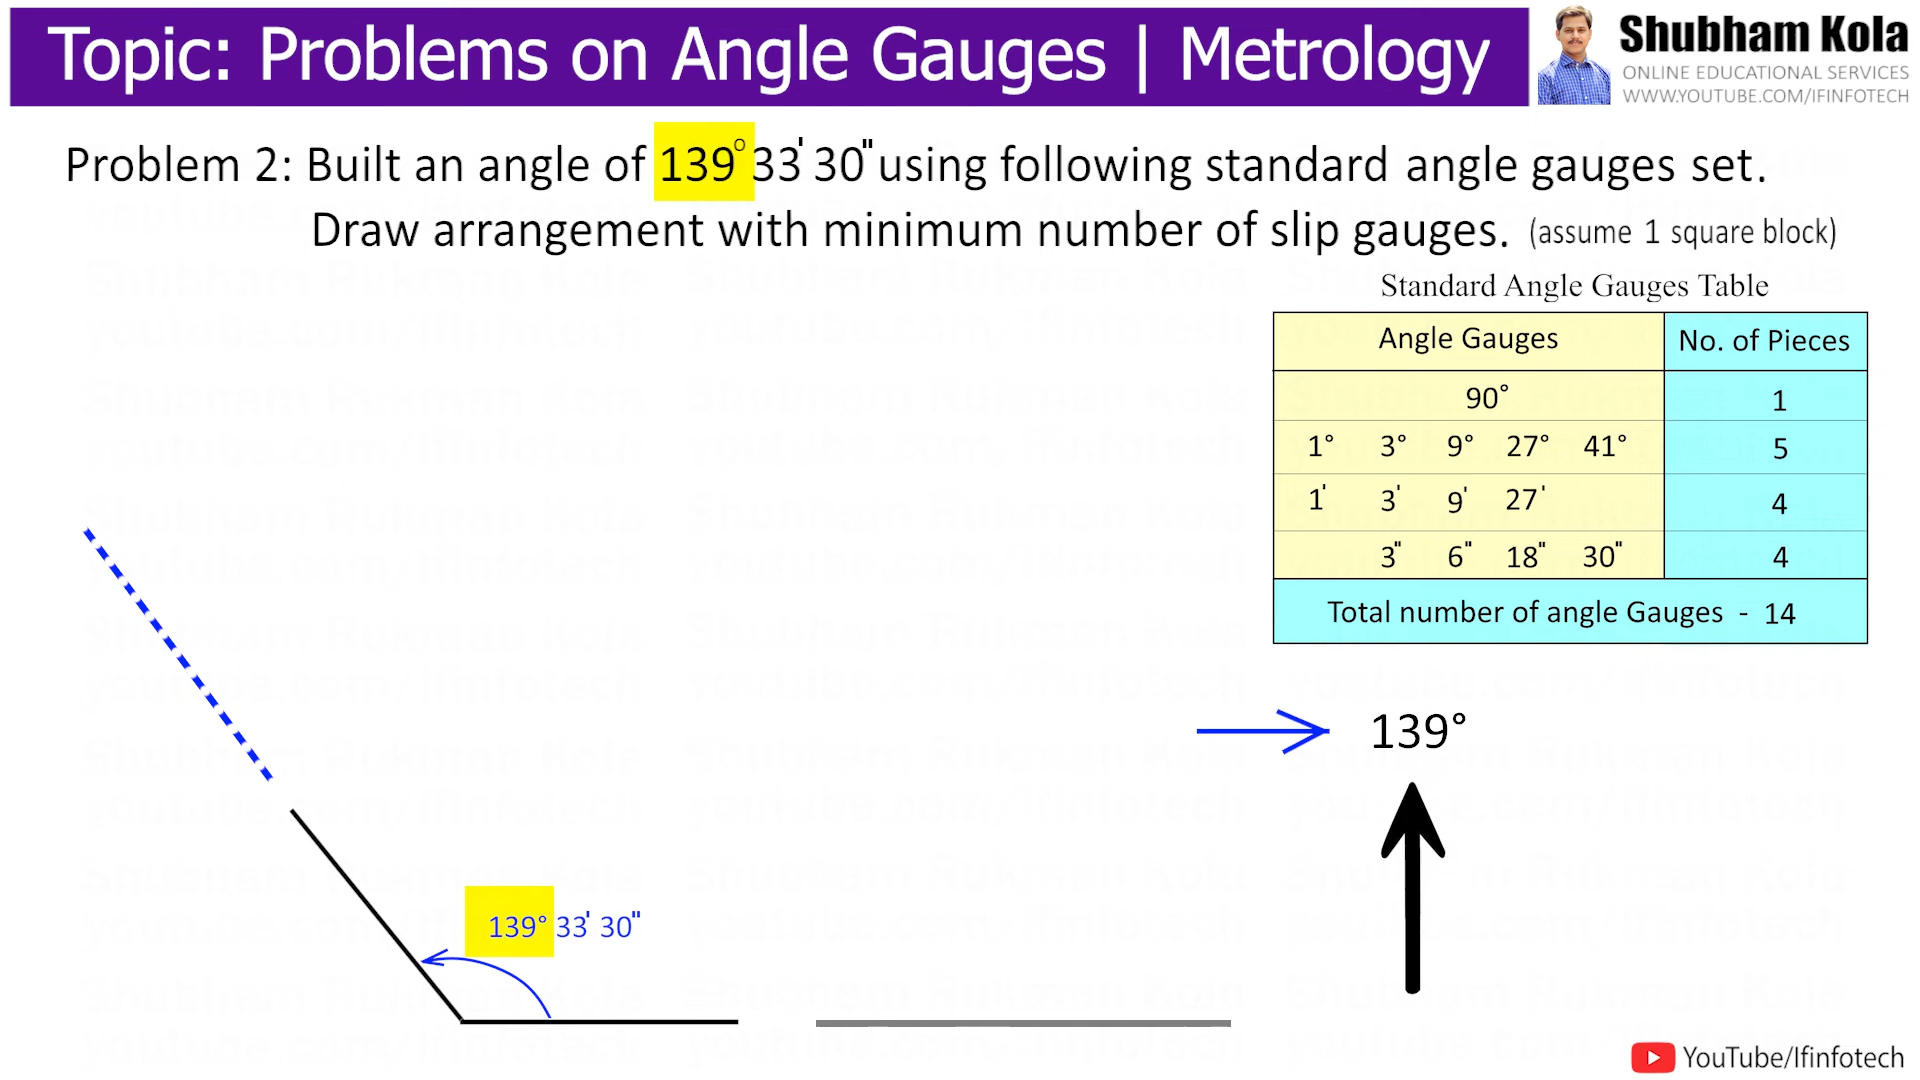 Topic: Problems on Angle Gauges | Metrology
Shubham Kola
ONLINE EDUCATIONAL SERVICES
WWW.YOUTUBE.COM/IFINFOTECH
Problem 2: Built an angle of 139° 33' 30" using following standard angle gauges set.
Draw arrangement with minimum number of slip gauges. (assume 1 square block)
Standard Angle Gauges Table
Angle Gauges No. of Pieces
90° 1
1° 3° 9° 27° 41° 5
1' 3' 9' 27' 4
3" 6" 18" 30" 4
Total number of angle Gauges - 14
139°
139° 33' 30"
YouTube/Ifinfotech